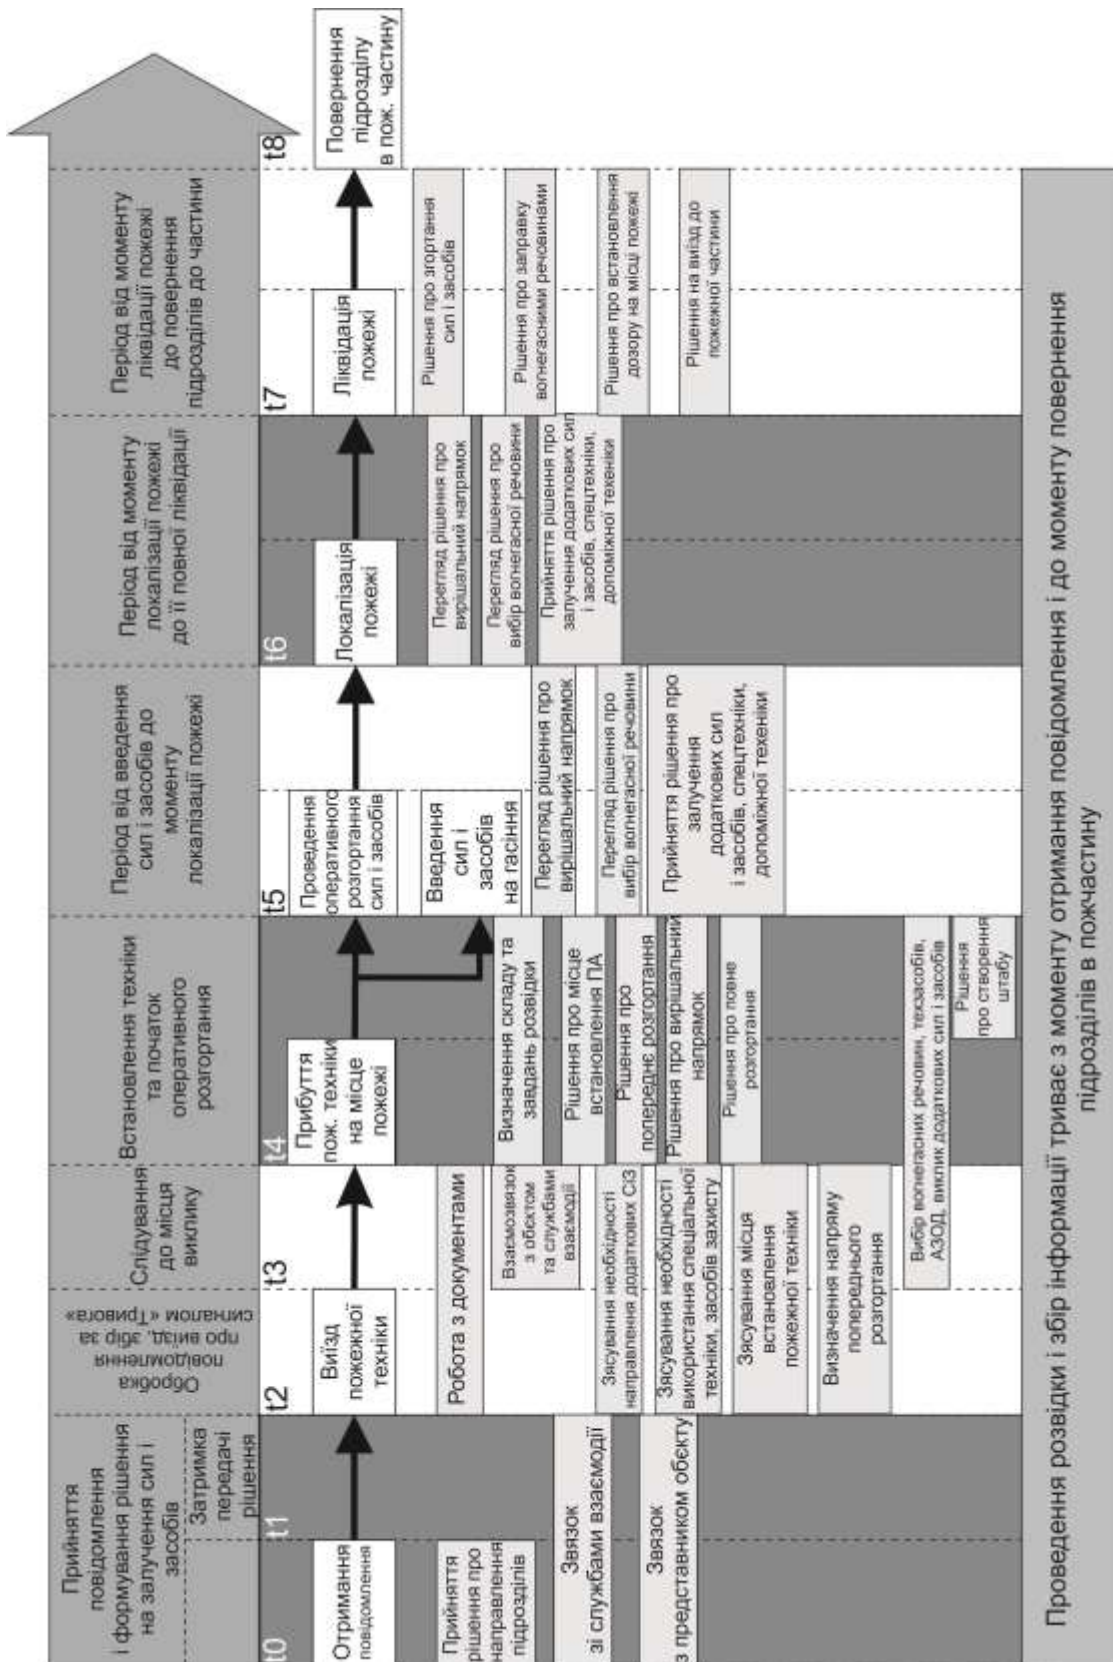 Прийняття
повідомлення
і формування рішення
на залучення сил і
засобів
Затримка
передачі
рішення
Обробка
повідомлення
про виїзд, збір за
сигналом «Тривога»
Слідування
до місця
виклику
Встановлення техніки
та початок
оперативного
розгортання
Період від введення
сил і засобів до
моменту
локалізації пожежі
Період від моменту
локалізації пожежі
до її повної ліквідації
Період від моменту
ліквідації пожежі
до повернення
підрозділів до частини
t0
t1
t2
t3
t4
t5
t6
t7
t8
Отримання
повідомлення
Виїзд
пожежної
техніки
Прибуття
пож. техніки
на місце
пожежі
Проведення
оперативного
розгортання
сил і засобів
Введення
сил і
засобів
на гасіння
Локалізація
пожежі
Ліквідація
пожежі
Повернення
підрозділу
в пож. частину
Прийняття
рішення про
направлення
підрозділів
Звязок
зі службами взаємодії
Звязок
з представником обєкту
Робота з документами
Взаємозвязок
з обєктом
та службами
взаємодії
Зясування необхідності
направлення додаткових СіЗ
Зясування необхідності
використання спеціальної
техніки, засобів захисту
Зясування місця
встановлення
пожежної техніки
Визначення напряму
попереднього
розгортання
Визначення складу та
завдань розвідки
Рішення про місце
встановлення ПА
Рішення про
попереднє розгортання
Рішення про вирішальний
напрямок
Рішення про повне
розгортання
Вибір вогнегасних речовин, техзасобів,
АЗОД, виклик додаткових сил і засобів
Рішення
про створення
штабу
Перегляд рішення про
вирішальний напрямок
Перегляд рішення про
вибір вогнегасної речовини
Прийняття рішення про
залучення
додаткових сил
і засобів, спецтехніки,
допоміжної техеніки
Перегляд рішення про
вирішальний напрямок
Перегляд рішення про
вибір вогнегасної речовини
Прийняття рішення про
залучення додаткових сил
і засобів, спецтехніки,
допоміжної техеніки
Рішення про згортання
сил і засобів
Рішення про заправку
вогнегасними речовинами
Рішення про встановлення
дозору на місці пожежі
Рішення на виїзд до
пожежної частини
Проведення розвідки і збір інформації триває з моменту отримання повідомлення і до моменту повернення
підрозділів в пожчастину